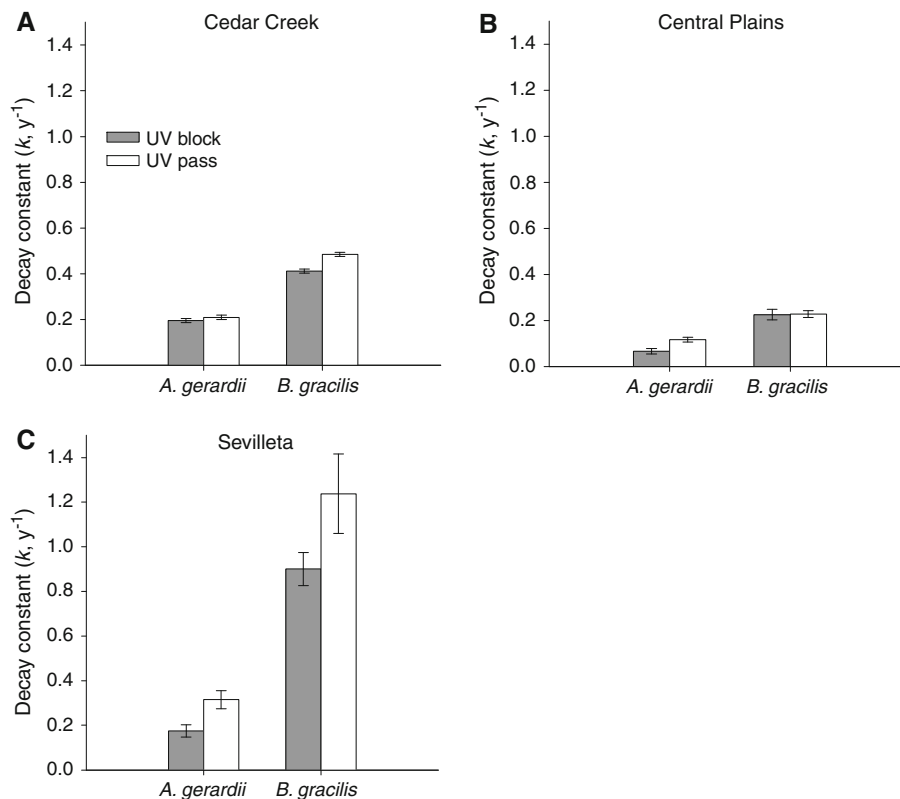 A
Cedar Creek
1.4
1.2
1.0
0.8
0.6
0.4
0.2
0.0
Decay constant (k, y-1)
UV block
UV pass
A. gerardii
B. gracilis
B
Central Plains
1.4
1.2
1.0
0.8
0.6
0.4
0.2
0.0
Decay constant (k, y-1)
A. gerardii
B. gracilis
C
Sevilleta
1.4
1.2
1.0
0.8
0.6
0.4
0.2
0.0
Decay constant (k, y-1)
A. gerardii
B. gracilis